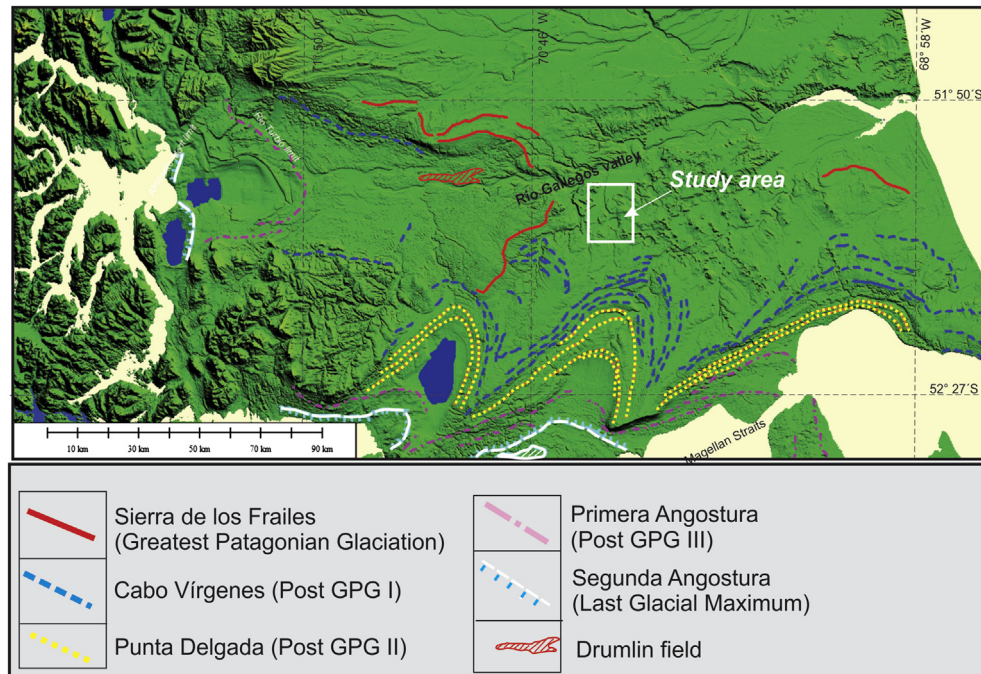 70° 46´ W
68° 58´W
51° 50´S
Río Gallegos valley
Study area
52° 27´S
Magellan Straits
10 km
30 km
50 km
70 km
90 km
Sierra de los Frailes
(Greatest Patagonian Glaciation)
Cabo Vírgenes (Post GPG I)
Punta Delgada (Post GPG II)
Primera Angostura
(Post GPG III)
Segunda Angostura
(Last Glacial Maximum)
Drumlin field